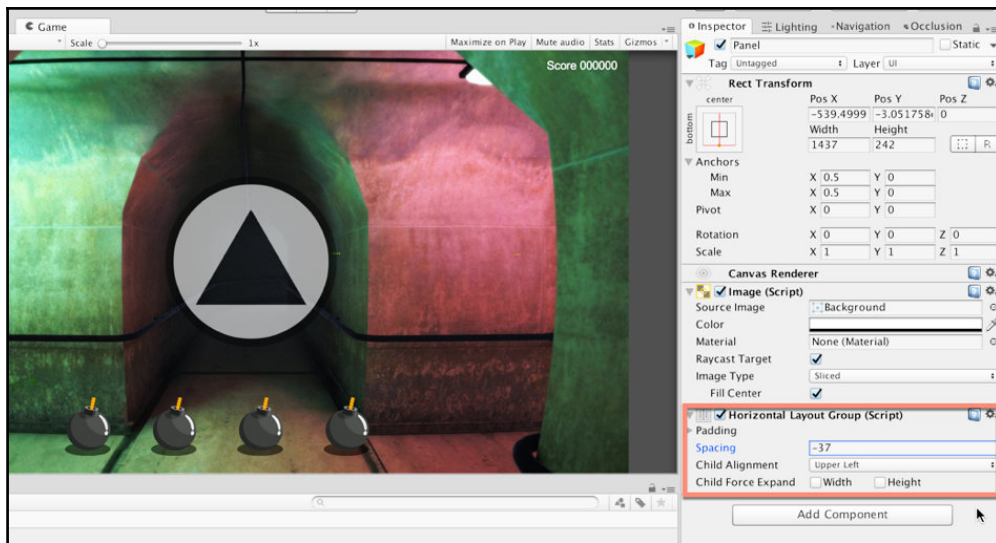 Game
Scale 1x Maximize on Play Mute audio Stats Gizmos
Score 000000
Inspector Lighting Navigation Occlusion
Panel Static
Tag Untagged Layer UI
Rect Transform
center Pos X Pos Y Pos Z
bottom -539.4999 -3.051758 0
Width Height
1437 242 R
Anchors
Min X 0.5 Y 0
Max X 0.5 Y 0
Pivot X 0 Y 0
Rotation X 0 Y 0 Z 0
Scale X 1 Y 1 Z 1
Canvas Renderer
Image (Script)
Source Image Background
Color
Material None (Material)
Raycast Target
Image Type Sliced
Fill Center
Horizontal Layout Group (Script)
Padding
Spacing -37
Child Alignment Upper Left
Child Force Expand Width Height
Add Component